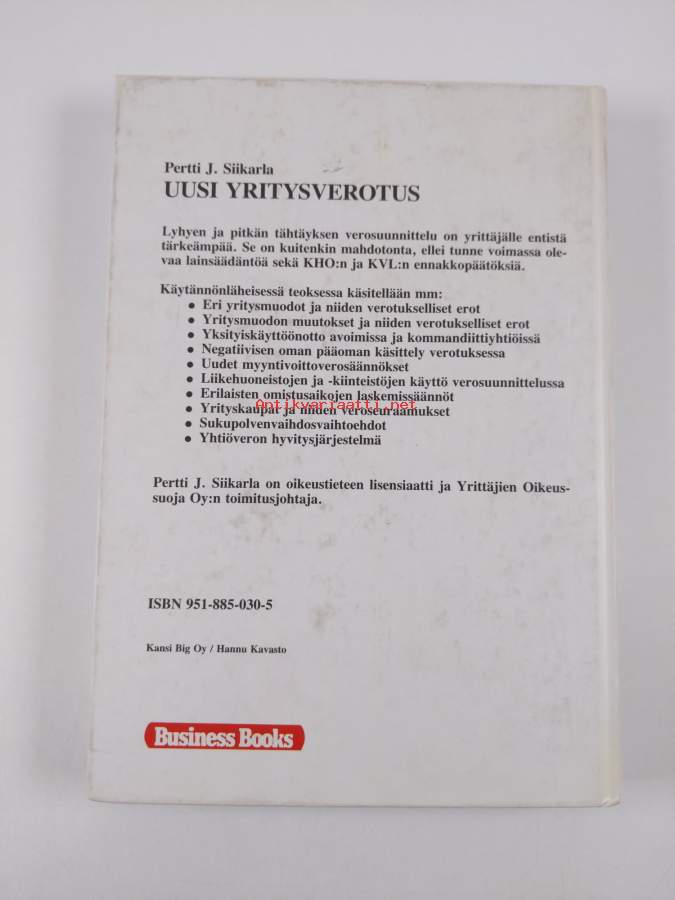 Pertti J. Siikarla
UUSI YRITYSVEROTUS
Lyhyen ja pitkän tähtäyksen verosuunnittelu on yrittäjälle entistä
tärkeämpää. Se on kuitenkin mahdotonta, ellei tunne voimassa ole-
vaa lainsäädäntöä sekä KHO:n ja KVL:n ennakkopäätöksiä.
Käytännönläheisessä teoksessa käsitellään mm:
● Eri yritysmuodot ja niiden verotukselliset erot
● Yritysmuodon muutokset ja niiden verotukselliset erot
● Yksityiskäyttöönotto avoimissa ja kommandiittiyhtiöissä
● Negatiivisen oman pääoman käsittely verotuksessa
● Uudet myyntivoittoverosäännökset
● Liikehuoneistojen ja -kiinteistöjen käyttö verosuunnittelussa
● Erilaisten omistusaikojen laskemissäännöt
Antikvariaatti.net
● Yrityskaupat ja niiden veroseuraamukset
● Sukupolvenvaihdosvaihtoehdot
● Yhtiöveron hyvitysjärjestelmä
Pertti J. Siikarla on oikeustieteen lisensiaatti ja Yrittäjien Oikeus-
suoja Oy:n toimitusjohtaja.
ISBN 951-885-030-5
Kansi Big Oy / Hannu Kavasto
Business Books